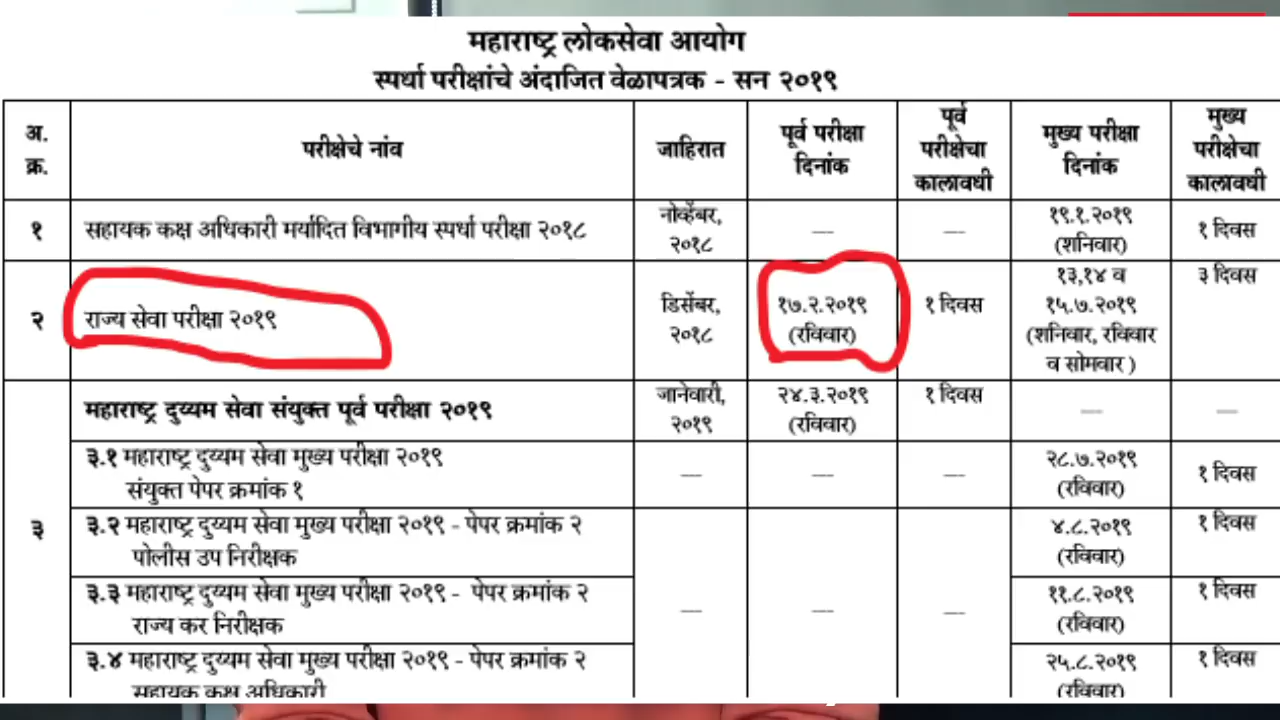 महाराष्ट्र लोकसेवा आयोग
स्पर्धा परीक्षांचे अंदाजित वेळापत्रक - सन २०१९
अ. क्र. परीक्षेचे नांव जाहिरात पूर्व परीक्षा दिनांक पूर्व परीक्षेचा कालावधी मुख्य परीक्षा दिनांक मुख्य परीक्षेचा कालावधी
१ सहायक कक्ष अधिकारी मर्यादित विभागीय स्पर्धा परीक्षा २०१८ नोव्हेंबर, २०१८ — — १९.१.२०१९ (शनिवार) १ दिवस
२ राज्य सेवा परीक्षा २०१९ डिसेंबर, २०१८ १७.२.२०१९ (रविवार) १ दिवस १३,१४ व १५.७.२०१९ (शनिवार, रविवार व सोमवार ) ३ दिवस
३ महाराष्ट्र दुय्यम सेवा संयुक्त पूर्व परीक्षा २०१९ जानेवारी, २०१९ २४.३.२०१९ (रविवार) १ दिवस — —
३.१ महाराष्ट्र दुय्यम सेवा मुख्य परीक्षा २०१९ संयुक्त पेपर क्रमांक १ — — — २८.७.२०१९ (रविवार) १ दिवस
३.२ महाराष्ट्र दुय्यम सेवा मुख्य परीक्षा २०१९ - पेपर क्रमांक २ पोलीस उप निरीक्षक ४.८.२०१९ (रविवार) १ दिवस
३.३ महाराष्ट्र दुय्यम सेवा मुख्य परीक्षा २०१९ - पेपर क्रमांक २ राज्य कर निरीक्षक — — — ११.८.२०१९ (रविवार) १ दिवस
३.४ महाराष्ट्र दुय्यम सेवा मुख्य परीक्षा २०१९ - पेपर क्रमांक २ सहायक कक्ष अधिकारी २५.८.२०१९ (रविवार) १ दिवस